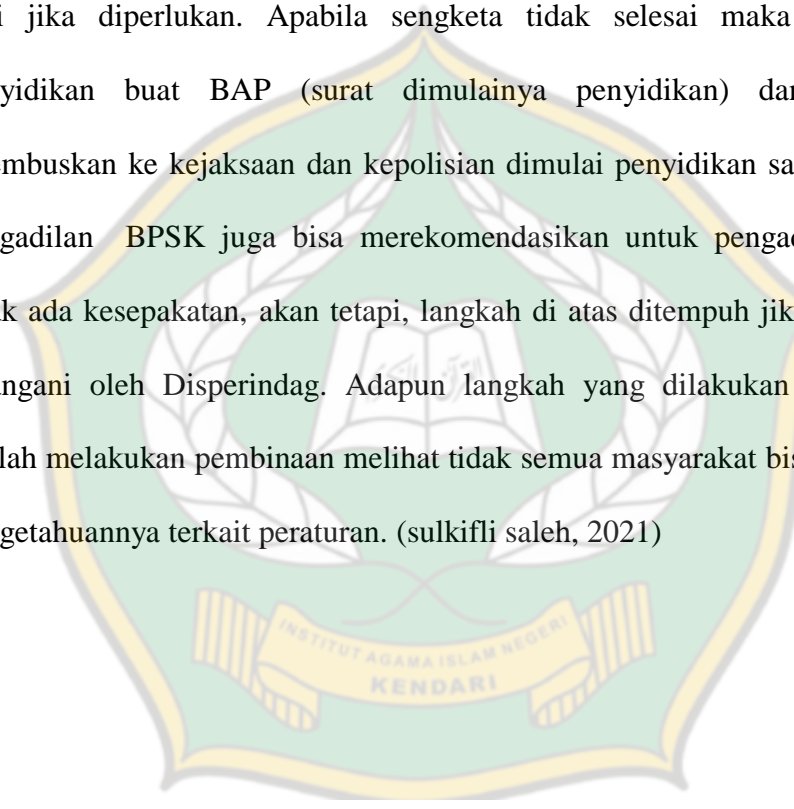 i jika diperlukan. Apabila sengketa tidak selesai maka
yidikan buat BAP (surat dimulainya penyidikan) dan
embuskan ke kejaksaan dan kepolisian dimulai penyidikan sa
gadilan BPSK juga bisa merekomendasikan untuk pengad
k ada kesepakatan, akan tetapi, langkah di atas ditempuh jik
ngani oleh Disperindag. Adapun langkah yang dilakukan
lah melakukan pembinaan melihat tidak semua masyarakat bis
getahuannya terkait peraturan. (sulkifli saleh, 2021)
INSTITUT AGAMA ISLAM NEGERI
KENDARI